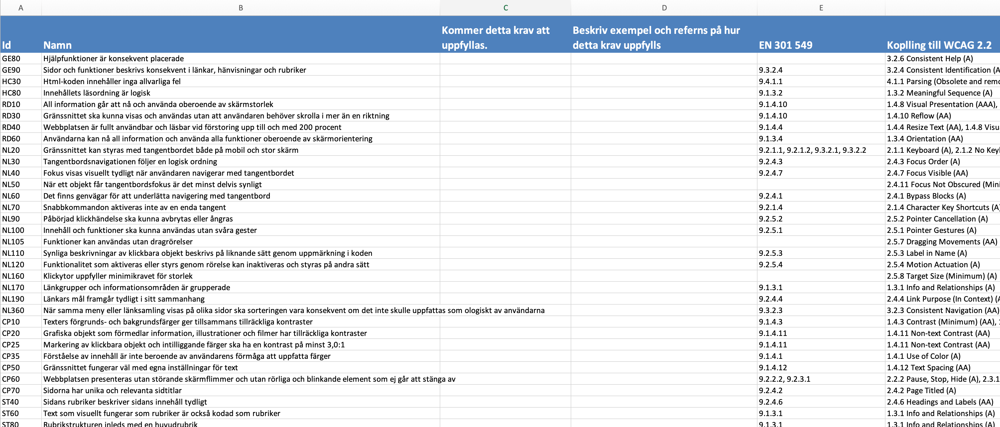 A B C D E
Id Namn Kommer detta krav att uppfyllas. Beskriv exempel och referns på hur detta krav uppfylls EN 301 549 Koplling till WCAG 2.2
GE80 Hjälpfunktioner är konsekvent placerade 3.2.6 Consistent Help (A)
GE90 Sidor och funktioner beskrivs konsekvent i länkar, hänvisningar och rubriker 9.3.2.4 3.2.4 Consistent Identification (A
HC30 Html-koden innehåller inga allvarliga fel 9.4.1.1 4.1.1 Parsing (Obsolete and remo
HC80 Innehållets läsordning är logisk 9.1.3.2 1.3.2 Meaningful Sequence (A)
RD10 All information går att nå och använda oberoende av skärmstorlek 9.1.4.10 1.4.8 Visual Presentation (AAA),
RD30 Gränssnittet ska kunna visas och användas utan att användaren behöver skrolla i mer än en riktning 9.1.4.10 1.4.10 Reflow (AA)
RD40 Webbplatsen är fullt användbar och läsbar vid förstoring upp till och med 200 procent 9.1.4.4 1.4.4 Resize Text (AA), 1.4.8 Visu
RD60 Användarna kan nå all information och använda alla funktioner oberoende av skärmorientering 9.1.3.4 1.3.4 Orientation (AA)
NL20 Gränssnittet kan styras med tangentbordet både på mobil och stor skärm 9.2.1.1, 9.2.1.2, 9.3.2.1, 9.3.2.2 2.1.1 Keyboard (A), 2.1.2 No Key
NL30 Tangentbordsnavigationen följer en logisk ordning 9.2.4.3 2.4.3 Focus Order (A)
NL40 Fokus visas visuellt tydligt när användaren navigerar med tangentbordet 9.2.4.7 2.4.7 Focus Visible (AA)
NL50 När ett objekt får tangentbordsfokus är det minst delvis synligt 2.4.11 Focus Not Obscured (Mini
NL60 Det finns genvägar för att underlätta navigering med tangentbord 9.2.4.1 2.4.1 Bypass Blocks (A)
NL70 Snabbkommandon aktiveras inte av en enda tangent 9.2.1.4 2.1.4 Character Key Shortcuts (A)
NL90 Påbörjad klickhändelse ska kunna avbrytas eller ångras 9.2.5.2 2.5.2 Pointer Cancellation (A)
NL100 Innehåll och funktioner ska kunna användas utan svåra gester 9.2.5.1 2.5.1 Pointer Gestures (A)
NL105 Funktioner kan användas utan dragrörelser 2.5.7 Dragging Movements (AA)
NL110 Synliga beskrivningar av klickbara objekt beskrivs på liknande sätt genom uppmärkning i koden 9.2.5.3 2.5.3 Label in Name (A)
NL120 Funktionalitet som aktiveras eller styrs genom rörelse kan inaktiveras och styras på andra sätt 9.2.5.4 2.5.4 Motion Actuation (A)
NL160 Klickytor uppfyller minimikravet för storlek 2.5.8 Target Size (Minimum) (A)
NL170 Länkgrupper och informationsområden är grupperade 9.1.3.1 1.3.1 Info and Relationships (A)
NL190 Länkars mål framgår tydligt i sitt sammanhang 9.2.4.4 2.4.4 Link Purpose (In Context) (A
NL360 När samma meny eller länksamling visas på olika sidor ska sorteringen vara konsekvent om det inte skulle uppfattas som ologiskt av användarna 9.3.2.3 3.2.3 Consistent Navigation (AA)
CP10 Texters förgrunds- och bakgrundsfärger ger tillsammans tillräckliga kontraster 9.1.4.3 1.4.3 Contrast (Minimum) (AA), 1
CP20 Grafiska objekt som förmedlar information, illustrationer och filmer har tillräckliga kontraster 9.1.4.11 1.4.11 Non-text Contrast (AA)
CP25 Markering av klickbara objekt och intilliggande färger ska ha en kontrast på minst 3,0:1 9.1.4.11 1.4.11 Non-text Contrast (AA)
CP35 Förståelse av innehåll är inte beroende av användarens förmåga att uppfatta färger 9.1.4.1 1.4.1 Use of Color (A)
CP50 Gränssnittet fungerar väl med egna inställningar för text 9.1.4.12 1.4.12 Text Spacing (AA)
CP60 Webbplatsen presenteras utan störande skärmflimmer och utan rörliga och blinkande element som ej går att stänga av 9.2.2.2, 9.2.3.1 2.2.2 Pause, Stop, Hide (A), 2.3.1
CP70 Sidorna har unika och relevanta sidtitlar 9.2.4.2 2.4.2 Page Titled (A)
ST40 Sidans rubriker beskriver sidans innehåll tydligt 9.2.4.6 2.4.6 Headings and Labels (AA)
ST60 Text som visuellt fungerar som rubriker är också kodad som rubriker 9.1.3.1 1.3.1 Info and Relationships (A)
ST80 Rubrikstrukturen inleds med en huvudrubrik 9.1.3.1 1.3.1 Info and Relationships (A)